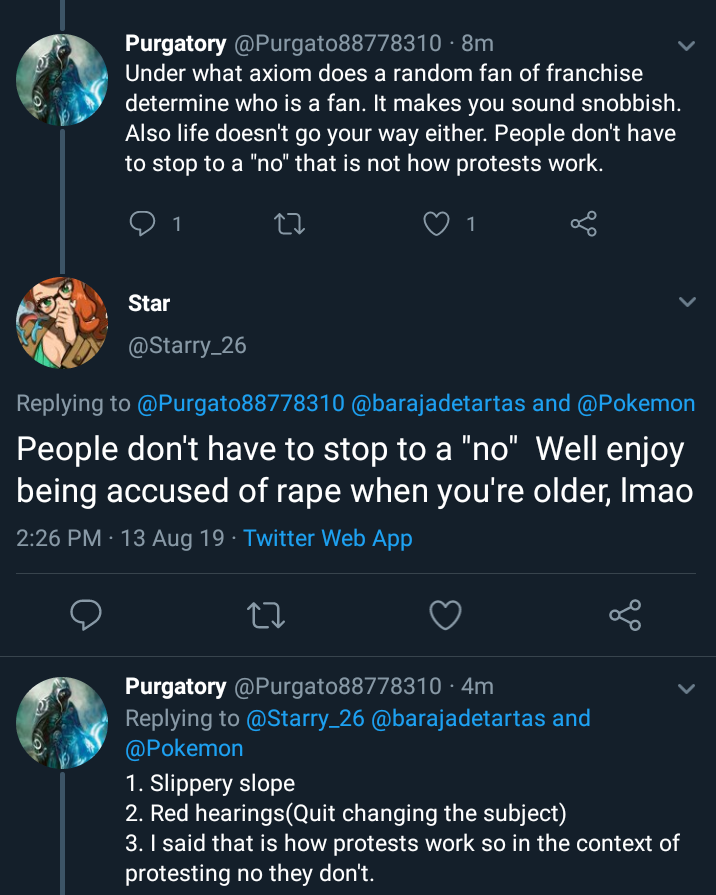 Purgatory @Purgato88778310 · 8m
Under what axiom does a random fan of franchise
determine who is a fan. It makes you sound snobbish.
Also life doesn't go your way either. People don't have
to stop to a "no" that is not how protests work.
1 1
Star
@Starry_26
Replying to @Purgato88778310 @barajadetartas and @Pokemon
People don't have to stop to a "no"  Well enjoy
being accused of rape when you're older, lmao
2:26 PM · 13 Aug 19 · Twitter Web App
Purgatory @Purgato88778310 · 4m
Replying to @Starry_26 @barajadetartas and
@Pokemon
1. Slippery slope
2. Red hearings(Quit changing the subject)
3. I said that is how protests work so in the context of
protesting no they don't.